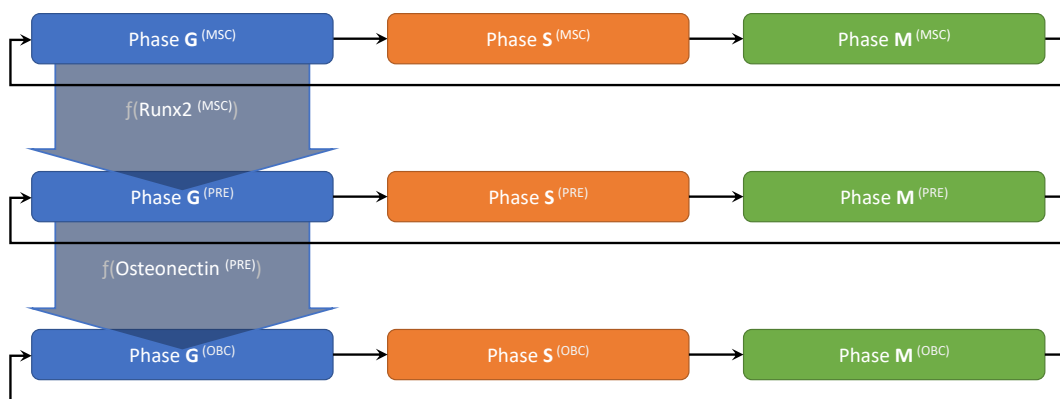 Phase G (MSC)
Phase S (MSC)
Phase M (MSC)
ƒ(Runx2 (MSC))
Phase G (PRE)
Phase S (PRE)
Phase M (PRE)
ƒ(Osteonectin (PRE))
Phase G (OBC)
Phase S (OBC)
Phase M (OBC)